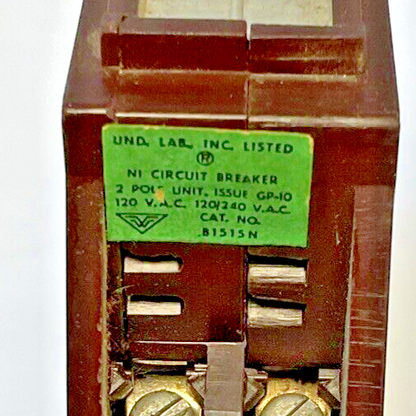 UND. LAB., INC. LISTED
®
NI CIRCUIT BREAKER
2 POLE UNIT, ISSUE GP-10
120 V.A.C. 120/240 V.A.C.
CAT. NO.
B1515N